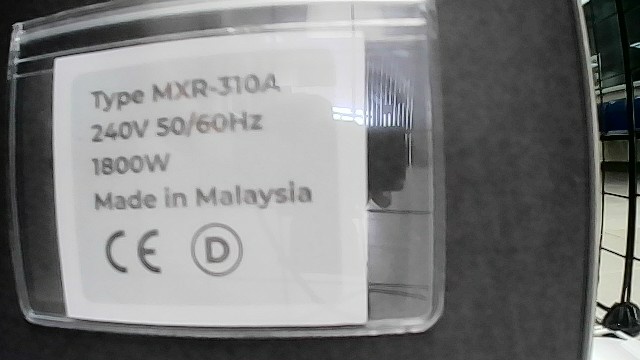 Type MXR-310A
240V 50/60Hz
1800W
Made in Malaysia
CE D